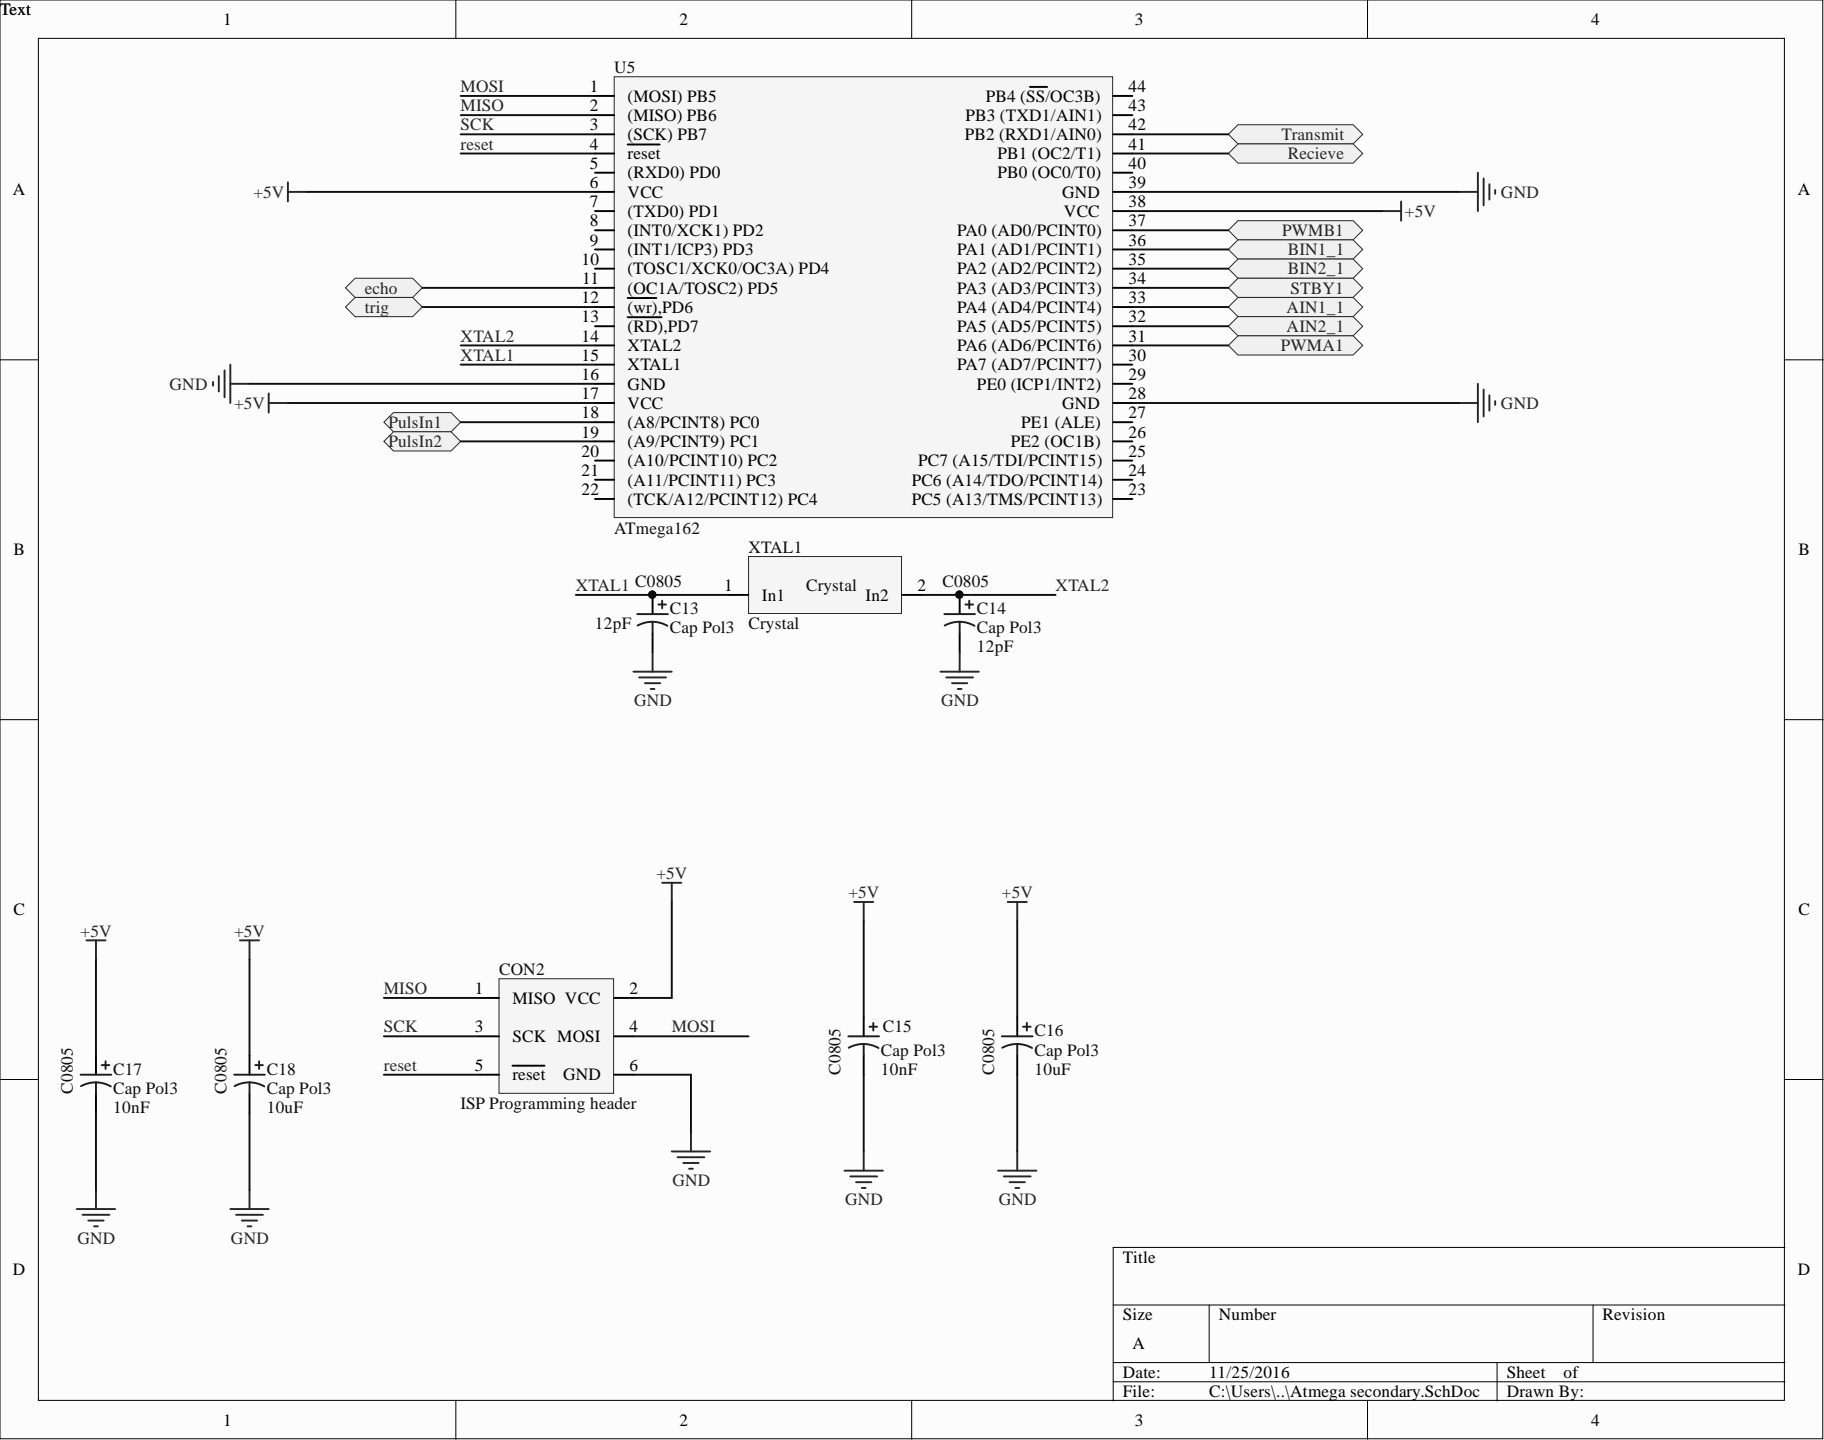 Text
1 2 3 4
A
A
B
B
C
C
D
D
U5
MOSI 1 (MOSI) PB5
MISO 2 (MISO) PB6
SCK 3 (SCK) PB7
reset 4 reset
5 (RXD0) PD0
+5V 6 VCC
7 (TXD0) PD1
8 (INT0/XCK1) PD2
9 (INT1/ICP3) PD3
10 (TOSC1/XCK0/OC3A) PD4
echo 11 (OC1A/TOSC2) PD5
trig 12 (wr),PD6
13 (RD),PD7
XTAL2 14 XTAL2
XTAL1 15 XTAL1
GND 16 GND
+5V 17 VCC
PulsIn1 18 (A8/PCINT8) PC0
PulsIn2 19 (A9/PCINT9) PC1
20 (A10/PCINT10) PC2
21 (A11/PCINT11) PC3
22 (TCK/A12/PCINT12) PC4
PB4 (SS/OC3B) 44
PB3 (TXD1/AIN1) 43
PB2 (RXD1/AIN0) 42 Transmit
PB1 (OC2/T1) 41 Recieve
PB0 (OC0/T0) 40
GND 39 GND
VCC 38 +5V
PA0 (AD0/PCINT0) 37 PWMB1
PA1 (AD1/PCINT1) 36 BIN1_1
PA2 (AD2/PCINT2) 35 BIN2_1
PA3 (AD3/PCINT3) 34 STBY1
PA4 (AD4/PCINT4) 33 AIN1_1
PA5 (AD5/PCINT5) 32 AIN2_1
PA6 (AD6/PCINT6) 31 PWMA1
PA7 (AD7/PCINT7) 30
PE0 (ICP1/INT2) 29
GND 28 GND
PE1 (ALE) 27
PE2 (OC1B) 26
PC7 (A15/TDI/PCINT15) 25
PC6 (A14/TDO/PCINT14) 24
PC5 (A13/TMS/PCINT13) 23
ATmega162
XTAL1
XTAL1 C0805 1 In1 Crystal In2 2 C0805 XTAL2
+ C13
12pF Cap Pol3
Crystal
+ C14
Cap Pol3
12pF
GND
GND
+5V
C0805
+ C17
Cap Pol3
10nF
GND
+5V
C0805
+ C18
Cap Pol3
10uF
GND
+5V
CON2
MISO 1 MISO VCC 2
SCK 3 SCK MOSI 4 MOSI
reset 5 reset GND 6
ISP Programming header
GND
+5V
C0805
+ C15
Cap Pol3
10nF
GND
+5V
C0805
+ C16
Cap Pol3
10uF
GND
Title
Size Number Revision
A
Date: 11/25/2016 Sheet of
File: C:\Users\..\Atmega secondary.SchDoc Drawn By:
1 2 3 4